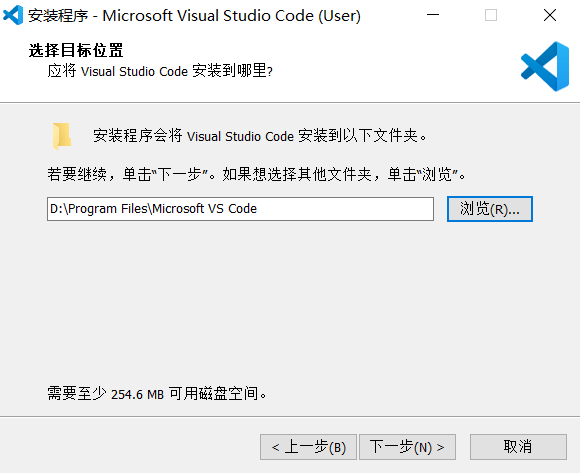 安装程序 - Microsoft Visual Studio Code (User)
选择目标位置
应将 Visual Studio Code 安装到哪里?
安装程序会将 Visual Studio Code 安装到以下文件夹。
若要继续，单击“下一步”。如果想选择其他文件夹，单击“浏览”。
D:\Program Files\Microsoft VS Code
浏览(R)...
需要至少 254.6 MB 可用磁盘空间。
< 上一步(B)
下一步(N) >
取消